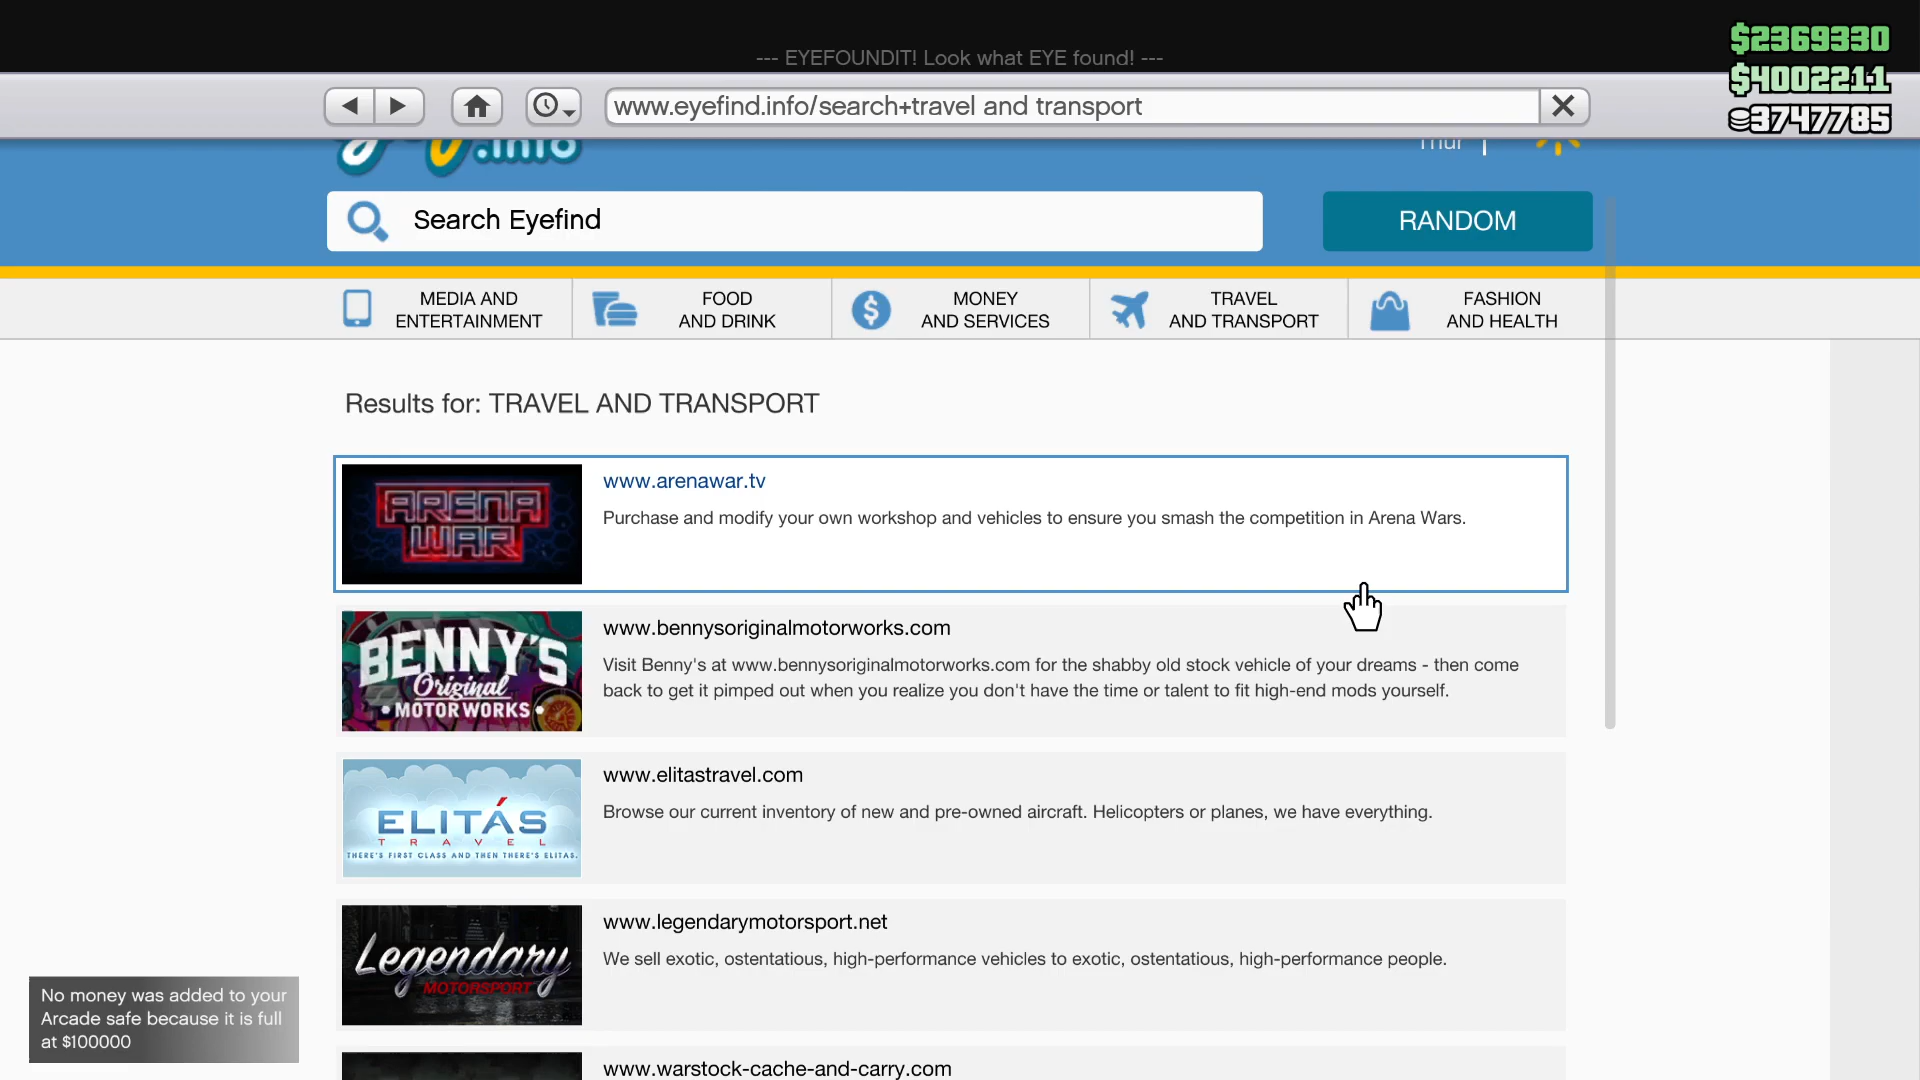 --- EYEFOUNDIT! Look what EYE found! ---
$2369330
$4002211
3747785
www.eyefind.info/search+travel and transport
.info
Thur
Search Eyefind
RANDOM
MEDIA AND
ENTERTAINMENT
FOOD
AND DRINK
MONEY
AND SERVICES
TRAVEL
AND TRANSPORT
FASHION
AND HEALTH
Results for: TRAVEL AND TRANSPORT
ARENA
WAR
www.arenawar.tv
Purchase and modify your own workshop and vehicles to ensure you smash the competition in Arena Wars.
BENNY'S
Original
• MOTOR WORKS •
www.bennysoriginalmotorworks.com
Visit Benny's at www.bennysoriginalmotorworks.com for the shabby old stock vehicle of your dreams - then come
back to get it pimped out when you realize you don't have the time or talent to fit high-end mods yourself.
ELITÁS
TRAVEL
THERE'S FIRST CLASS AND THEN THERE'S ELITAS.
www.elitastravel.com
Browse our current inventory of new and pre-owned aircraft. Helicopters or planes, we have everything.
Legendary
MOTORSPORT
www.legendarymotorsport.net
We sell exotic, ostentatious, high-performance vehicles to exotic, ostentatious, high-performance people.
www.warstock-cache-and-carry.com
No money was added to your
Arcade safe because it is full
at $100000